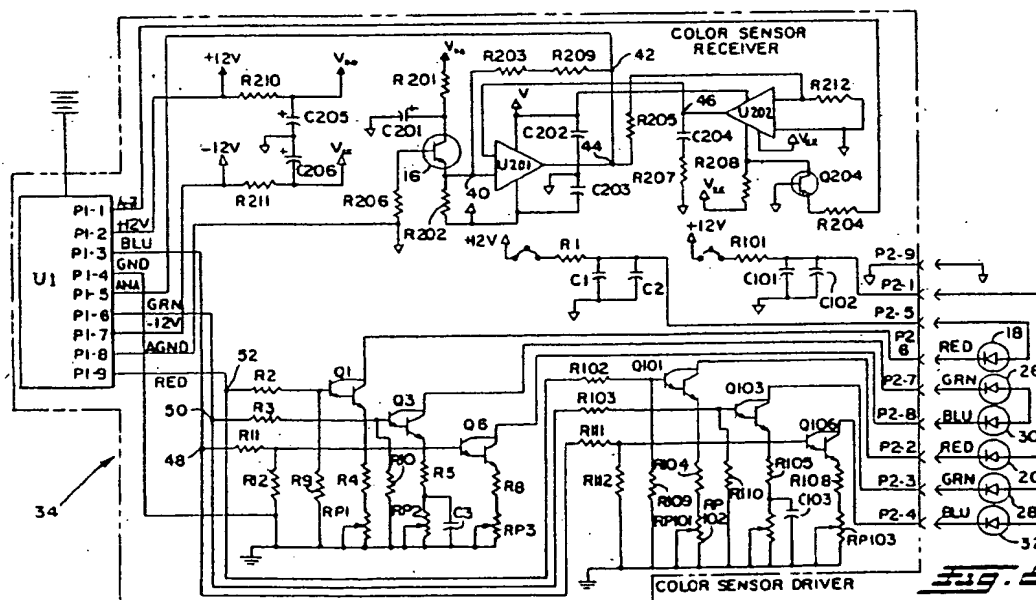 COLOR SENSOR
RECEIVER
42
+12V
R210
-12V
R211
C205
C206
R201
C201
16
R206
R202
40
R203
R209
V
U201
C202
C203
44
R205
46
C204
R207
U202
R208
R212
Q204
R204
U1
P1-1
P1-2
+12V
P1-3
BLU
P1-4
GND
P1-5
ANA
P1-6
GRN
P1-7
-12V
P1-8
AGND
P1-9
RED
+12V
R1
C1
C2
+12V
R101
C101
C102
P2-9
P2-1
P2-5
P2
6
RED
18
P2-7
GRN
26
P2-8
BLU
30
P2-2
RED
20
P2-3
GRN
28
P2-4
BLU
32
52
R2
50
R3
48
R11
Q1
Q3
Q6
R12
R9
R4
R10
R5
R8
RP1
RP2
C3
RP3
R102
R103
R111
Q101
Q103
Q106
R112
R104
R109
R110
R105
R108
C103
RP101
RP
102
RP103
34
COLOR SENSOR DRIVER